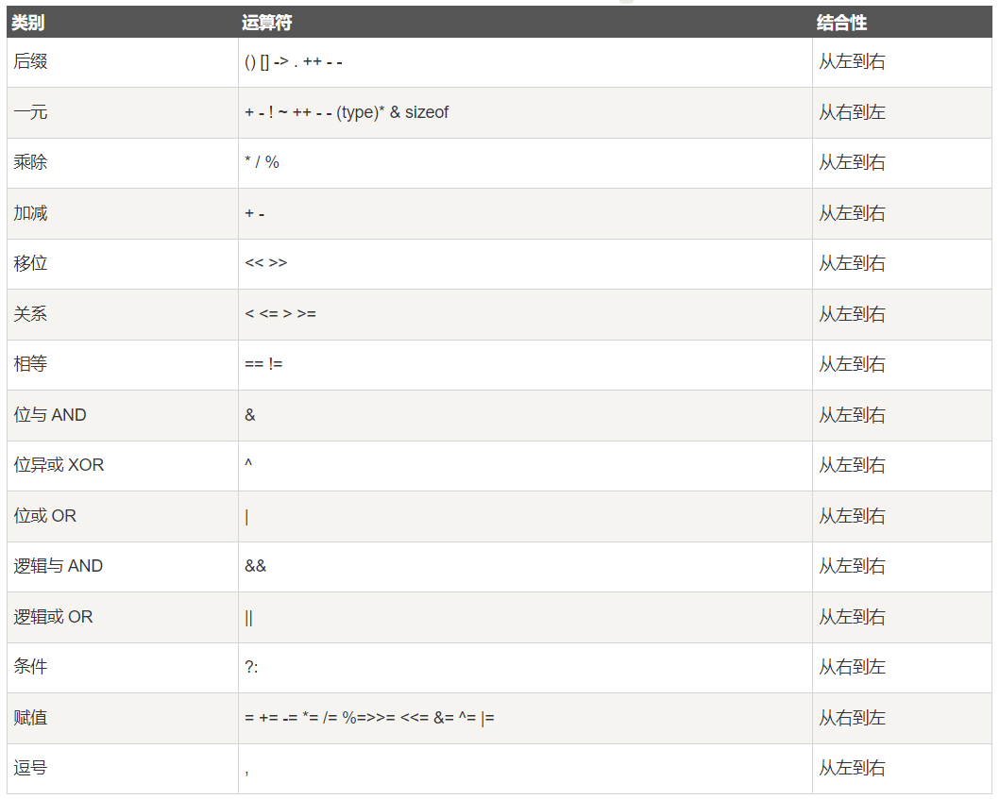 类别 运算符 结合性
后缀 () [] -> . ++ - - 从左到右
一元 + - ! ~ ++ - - (type)* & sizeof 从右到左
乘除 * / % 从左到右
加减 + - 从左到右
移位 << >> 从左到右
关系 < <= > >= 从左到右
相等 == != 从左到右
位与 AND & 从左到右
位异或 XOR ^ 从左到右
位或 OR | 从左到右
逻辑与 AND && 从左到右
逻辑或 OR || 从左到右
条件 ?: 从右到左
赋值 = += -= *= /= %=>>= <<= &= ^= |= 从右到左
逗号 , 从左到右